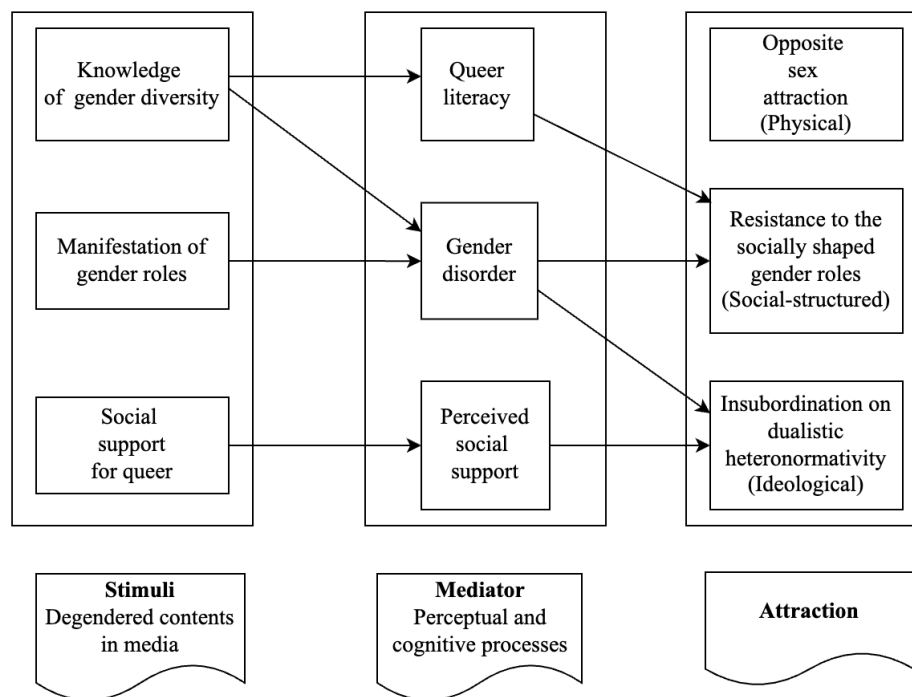 Knowledge
of gender diversity
Manifestation of
gender roles
Social
support
for queer
Queer
literacy
Gender
disorder
Perceived
social
support
Opposite
sex
attraction
(Physical)
Resistance to the
socially shaped
gender roles
(Social-structured)
Insubordination on
dualistic
heteronormativity
(Ideological)
Stimuli
Degendered contents
in media
Mediator
Perceptual and
cognitive processes
Attraction